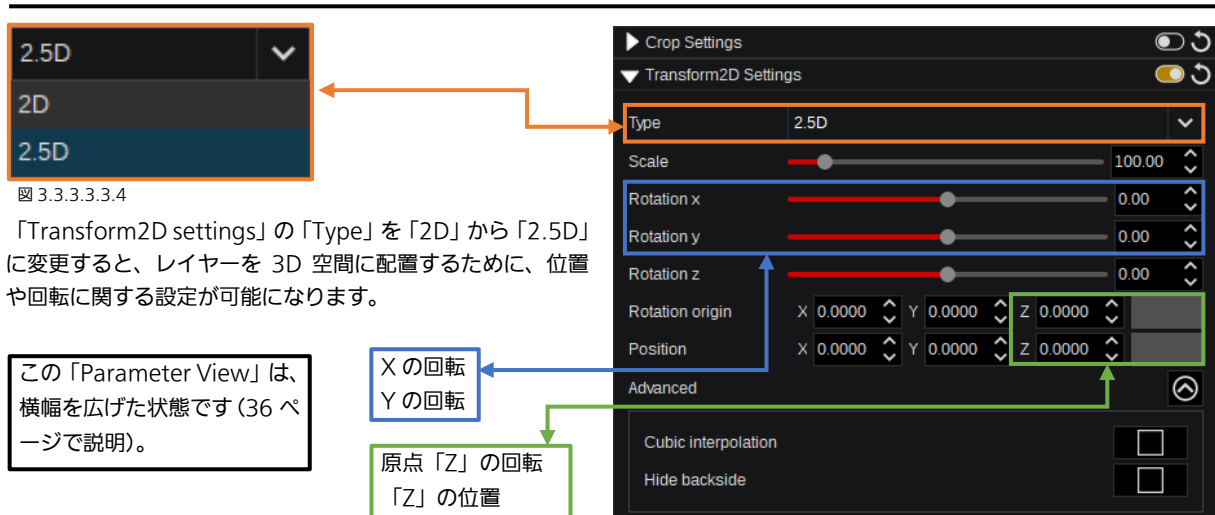 2.5D
2D
2.5D
図 3.3.3.3.3.4
「Transform2D settings」の「Type」を「2D」から「2.5D」
に変更すると、レイヤーを 3D 空間に配置するために、位置
や回転に関する設定が可能になります。
この「Parameter View」は、
横幅を広げた状態です(36 ペ
ージで説明)。
X の回転
Y の回転
原点「Z」の回転
「Z」の位置
Crop Settings
Transform2D Settings
Type 2.5D
Scale 100.00
Rotation x 0.00
Rotation y 0.00
Rotation z 0.00
Rotation origin X 0.0000 Y 0.0000 Z 0.0000
Position X 0.0000 Y 0.0000 Z 0.0000
Advanced
Cubic interpolation
Hide backside